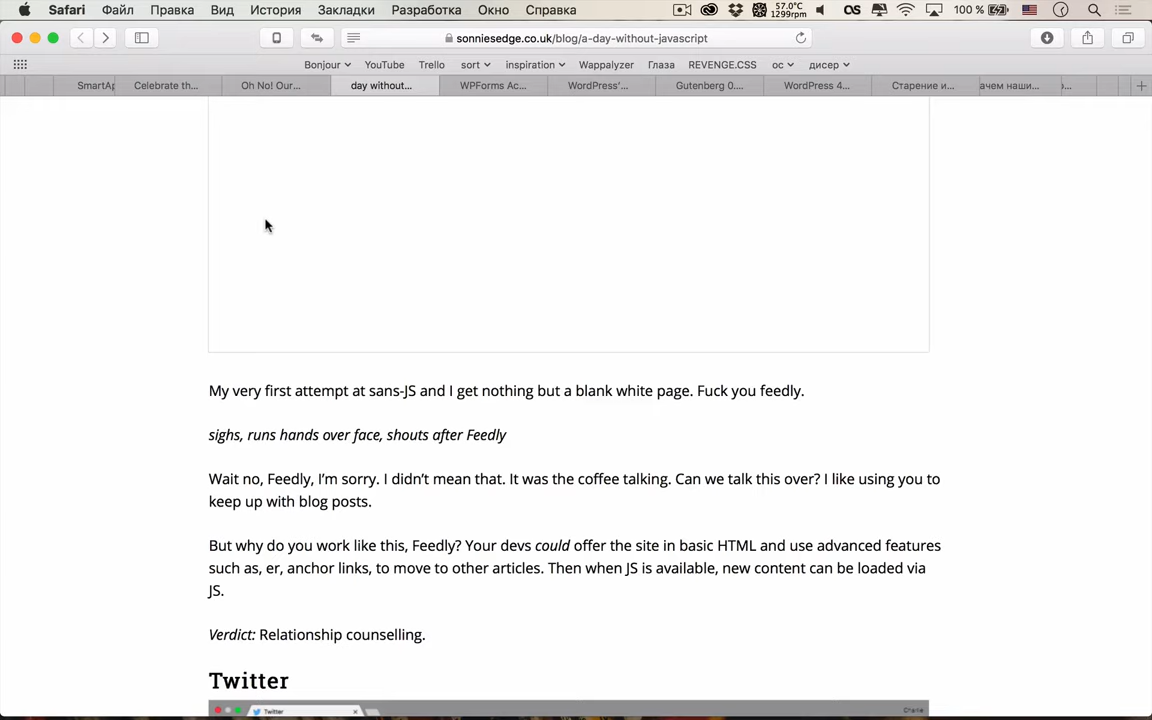 Safari Файл Правка Вид История Закладки Разработка Окно Справка 57.0°C 1299rpm 100 %
sonniesedge.co.uk/blog/a-day-without-javascript
Bonjour YouTube Trello sort inspiration Wappalyzer Глаза REVENGE.CSS ос дисер
SmartAp Celebrate th... Oh No! Our... day without... WPForms Ac... WordPress'... Gutenberg 0.... WordPress 4.... Старение и... ачем наши...
My very first attempt at sans-JS and I get nothing but a blank white page. Fuck you feedly.
sighs, runs hands over face, shouts after Feedly
Wait no, Feedly, I’m sorry. I didn’t mean that. It was the coffee talking. Can we talk this over? I like using you to
keep up with blog posts.
But why do you work like this, Feedly? Your devs could offer the site in basic HTML and use advanced features
such as, er, anchor links, to move to other articles. Then when JS is available, new content can be loaded via
JS.
Verdict: Relationship counselling.
Twitter
Twitter